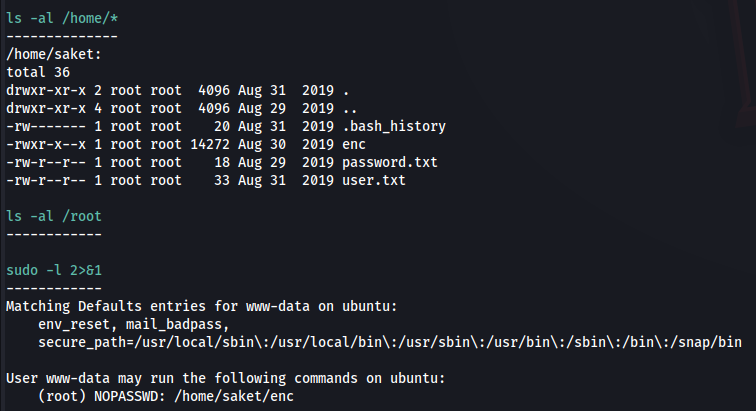 ls -al /home/*
--------------
/home/saket:
total 36
drwxr-xr-x 2 root root  4096 Aug 31  2019 .
drwxr-xr-x 4 root root  4096 Aug 29  2019 ..
-rw------- 1 root root    20 Aug 31  2019 .bash_history
-rwxr-x--x 1 root root 14272 Aug 30  2019 enc
-rw-r--r-- 1 root root    18 Aug 29  2019 password.txt
-rw-r--r-- 1 root root    33 Aug 31  2019 user.txt
ls -al /root
------------
sudo -l 2>&1
------------
Matching Defaults entries for www-data on ubuntu:
    env_reset, mail_badpass,
    secure_path=/usr/local/sbin\:/usr/local/bin\:/usr/sbin\:/usr/bin\:/sbin\:/bin\:/snap/bin
User www-data may run the following commands on ubuntu:
    (root) NOPASSWD: /home/saket/enc